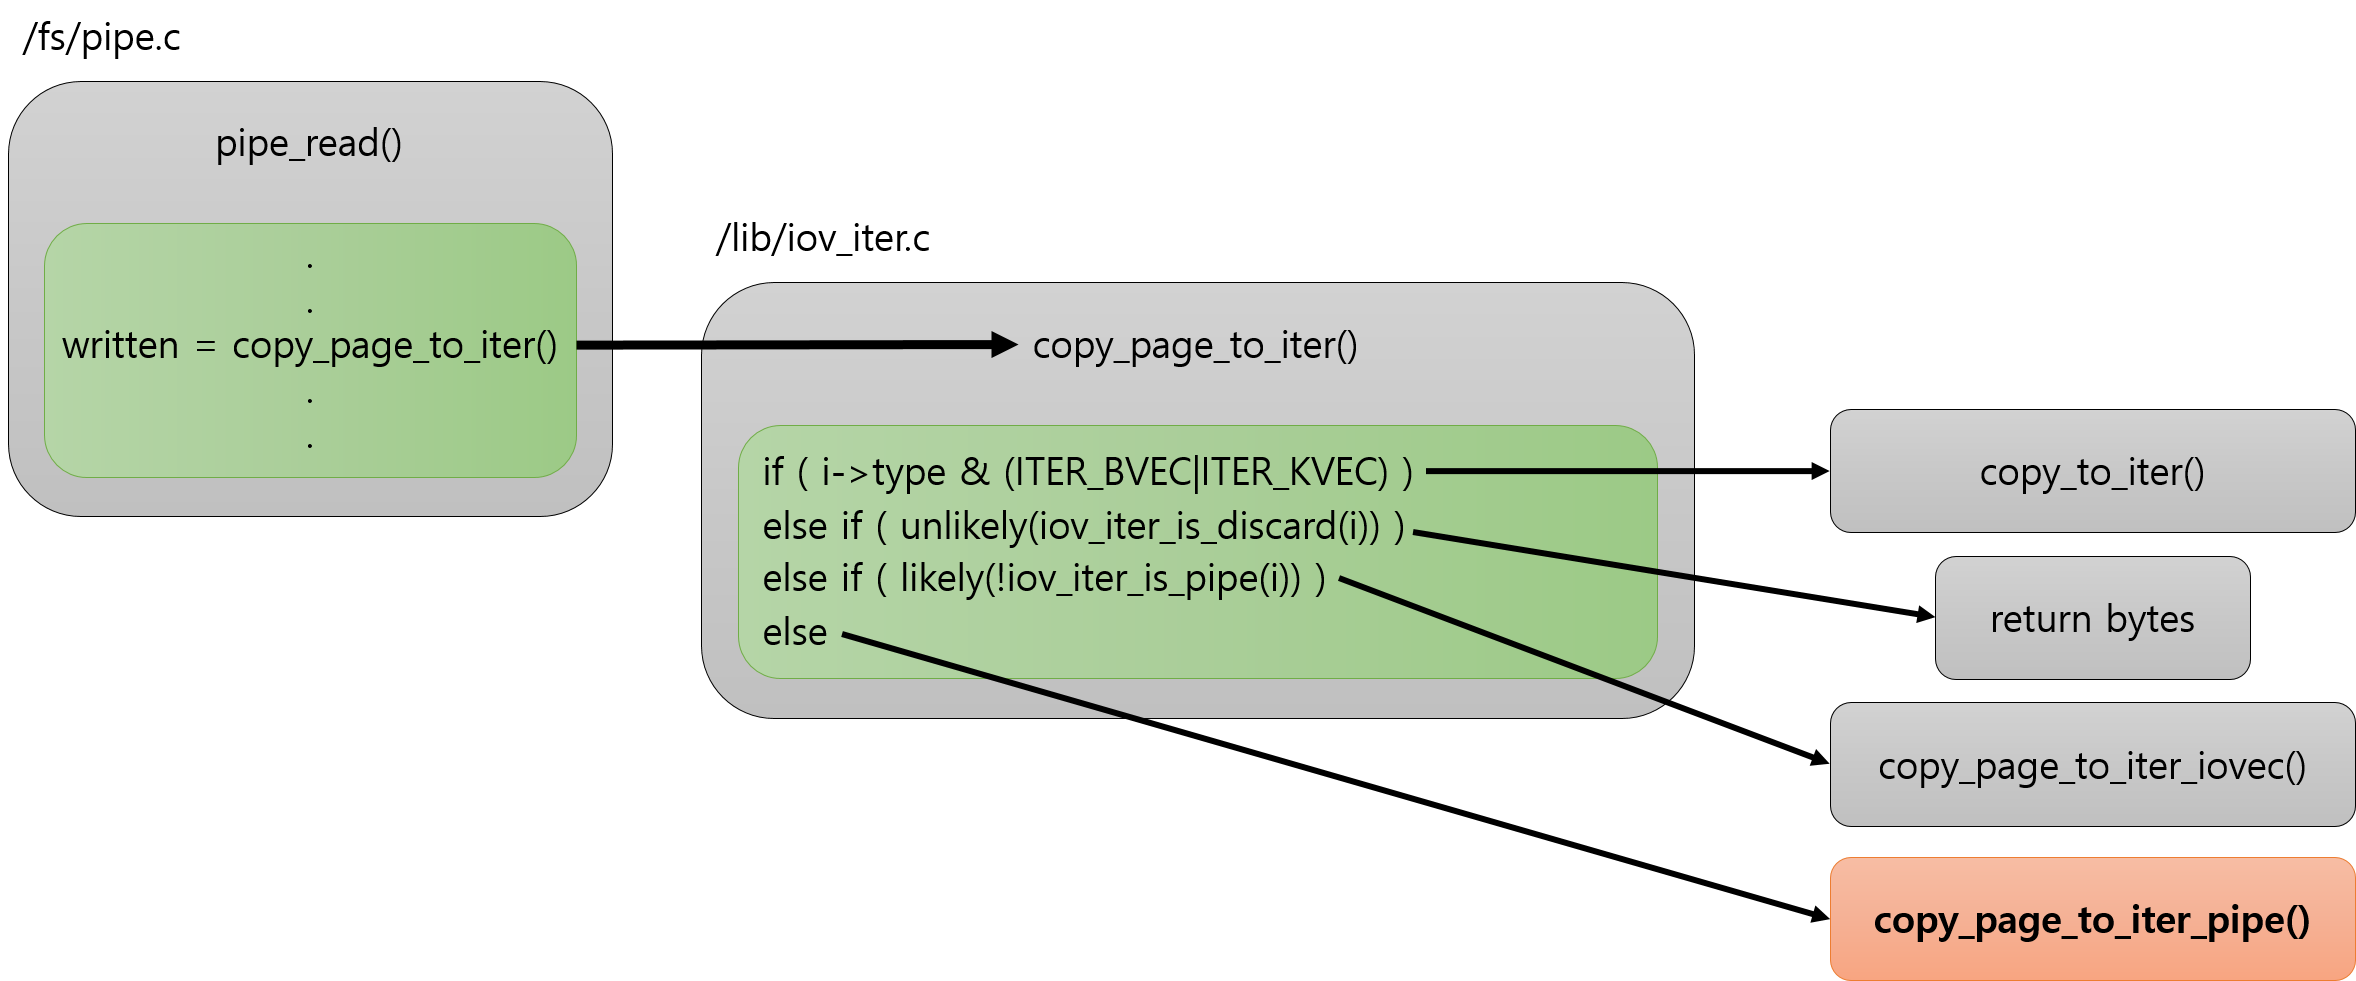 /fs/pipe.c
pipe_read()
.
.
written = copy_page_to_iter()
.
.
/lib/iov_iter.c
copy_page_to_iter()
if ( i->type & (ITER_BVEC|ITER_KVEC) )
else if ( unlikely(iov_iter_is_discard(i)) )
else if ( likely(!iov_iter_is_pipe(i)) )
else
copy_to_iter()
return bytes
copy_page_to_iter_iovec()
copy_page_to_iter_pipe()